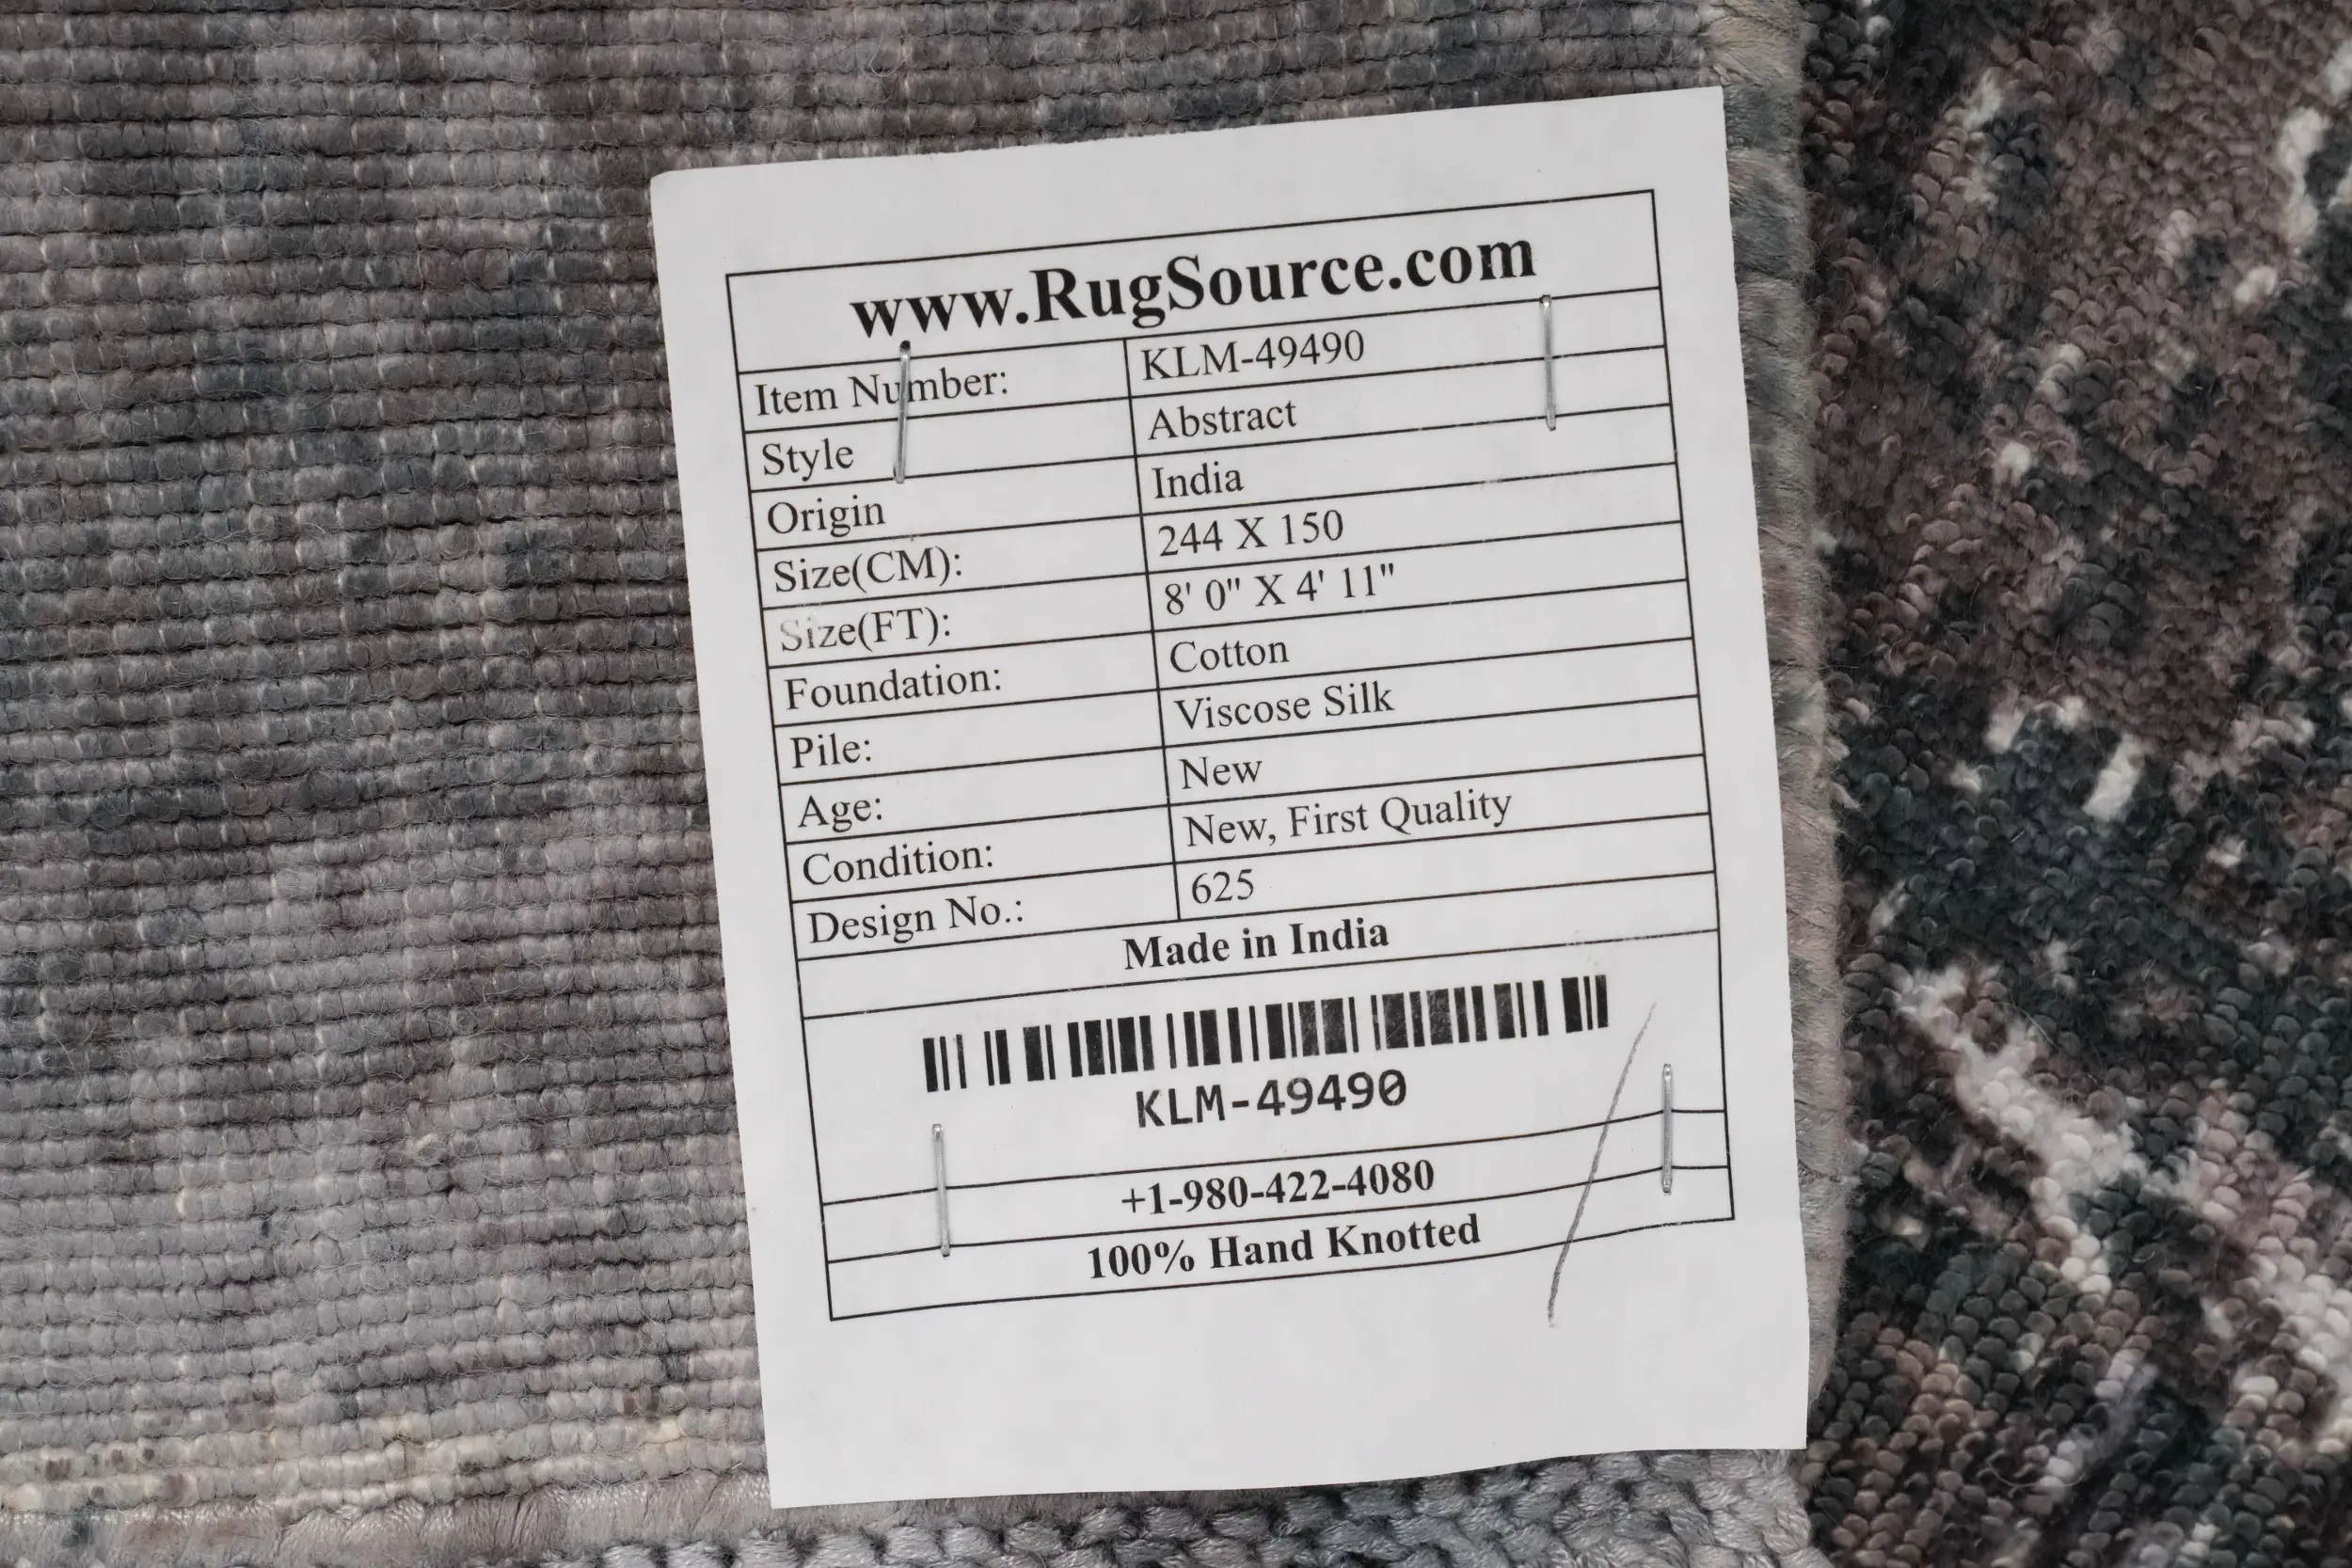 www.RugSource.com
Item Number: KLM-49490
Style Abstract
Origin India
Size(CM): 244 X 150
Size(FT): 8' 0" X 4' 11"
Foundation: Cotton
Pile: Viscose Silk
Age: New
Condition: New, First Quality
Design No.: 625
Made in India
KLM-49490
+1-980-422-4080
100% Hand Knotted